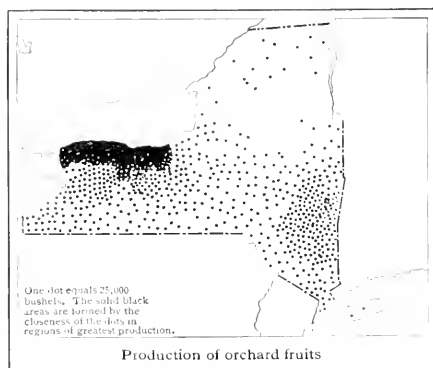 One dot equals 25,000
bushels. The solid black
areas are formed by the
closeness of the dots in
regions of greatest production.
Production of orchard fruits